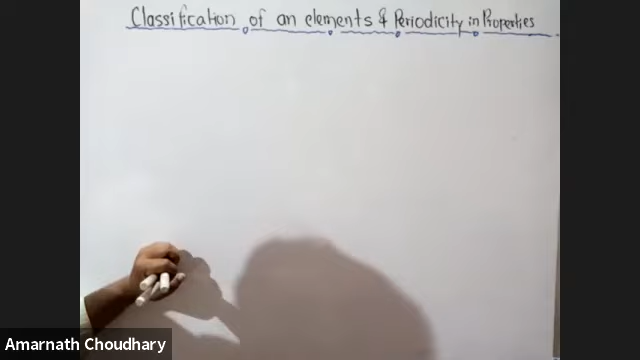 Classification of an elements & Periodicity in Properties
Amarnath Choudhary